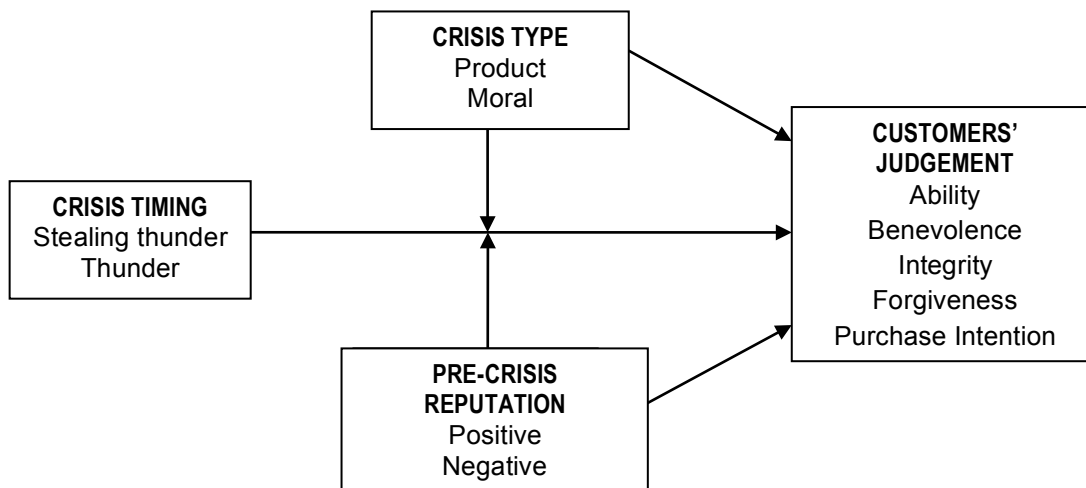 CRISIS TYPE
Product
Moral
CRISIS TIMING
Stealing thunder
Thunder
CUSTOMERS’
JUDGEMENT
Ability
Benevolence
Integrity
Forgiveness
Purchase Intention
PRE-CRISIS
REPUTATION
Positive
Negative